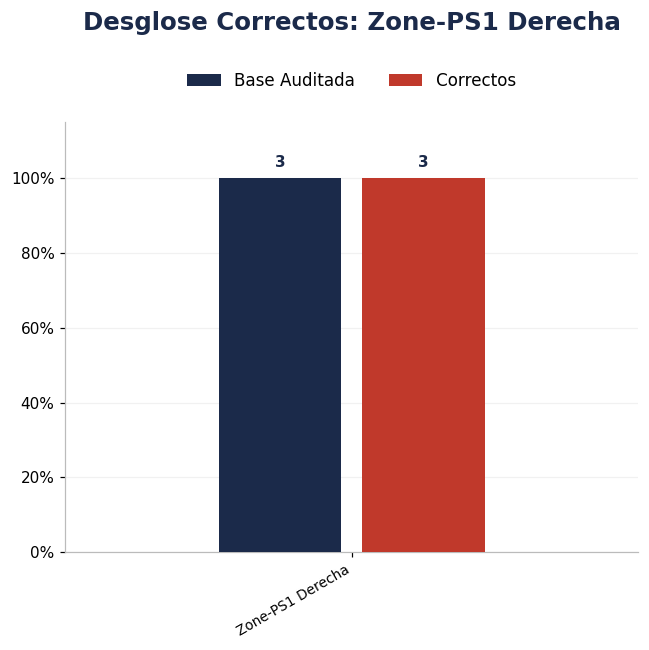 Desglose Correctos: Zone-PS1 Derecha
Base Auditada Correctos
3 3
100%
80%
60%
40%
20%
0%
Zone-PS1 Derecha